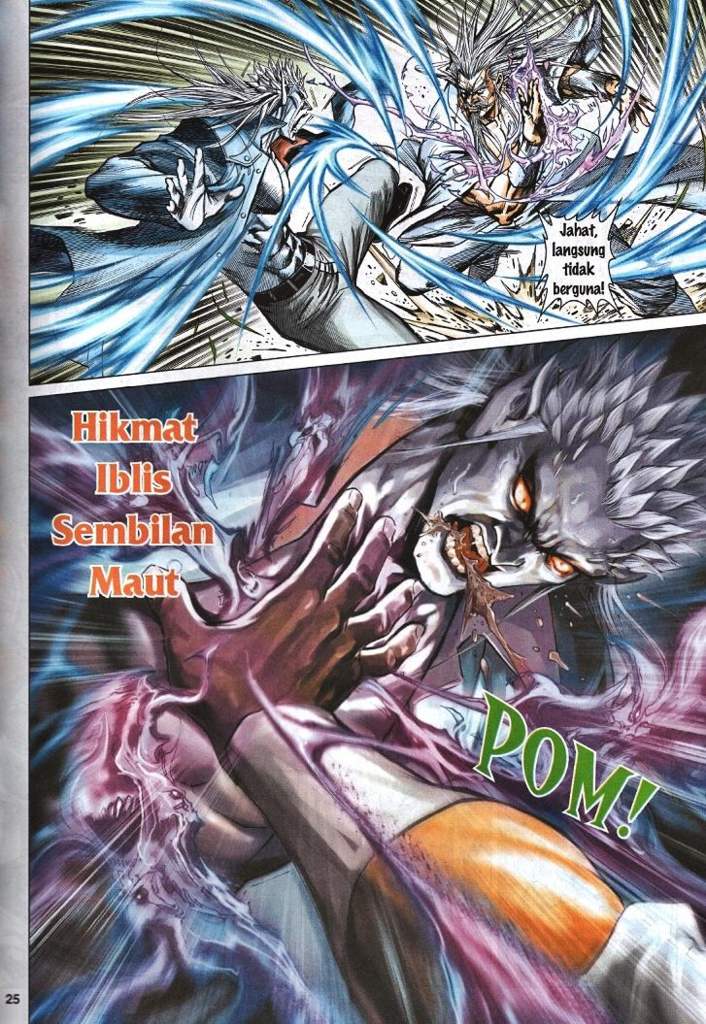 Jahat,
langsung
tidak
berguna!
Hikmat
Iblis
Sembilan
Maut
POM!
25